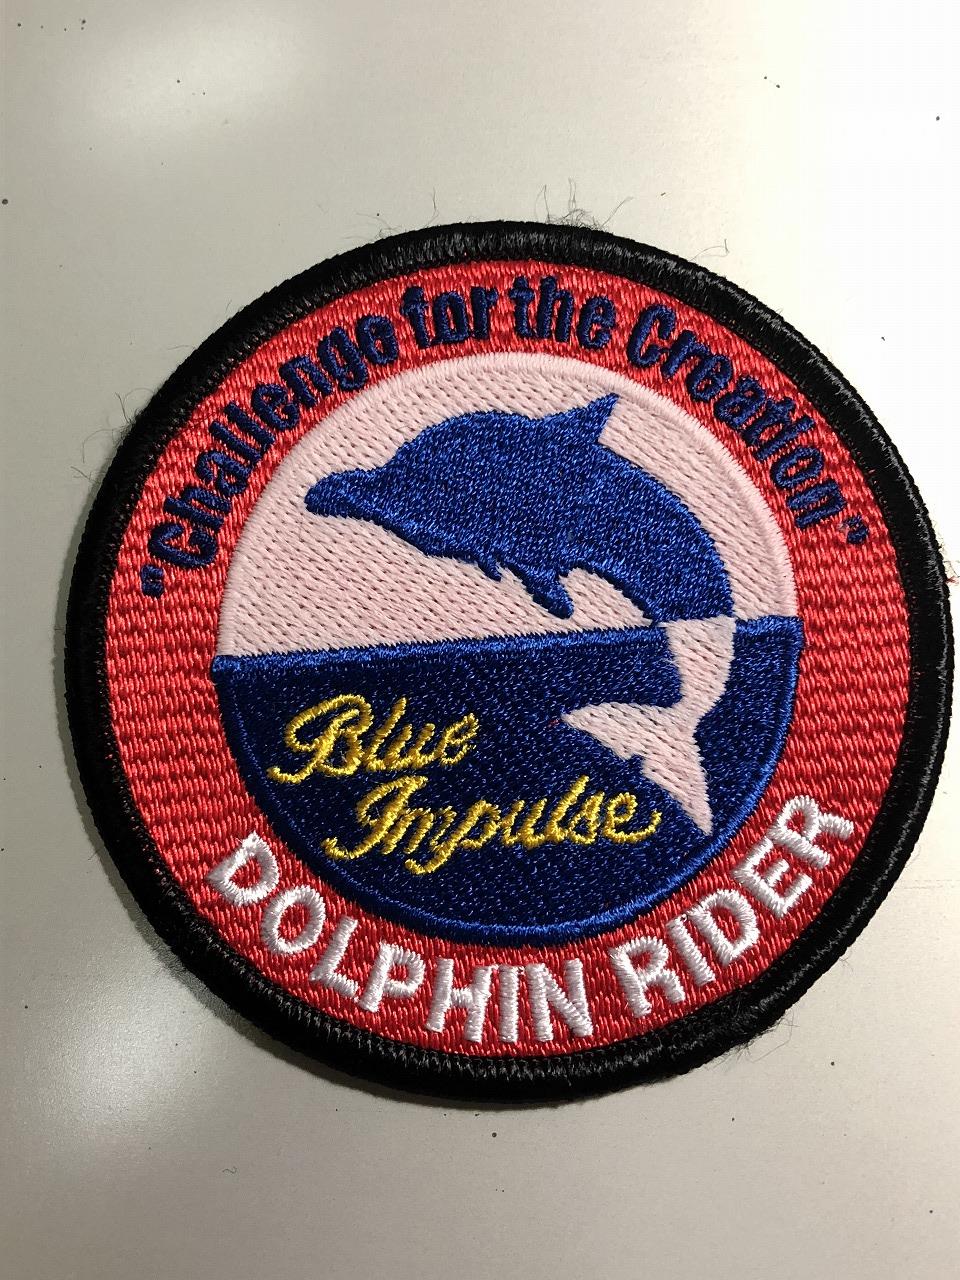 "Challenge for the Creation"
Blue
Impulse
DOLPHIN RIDER